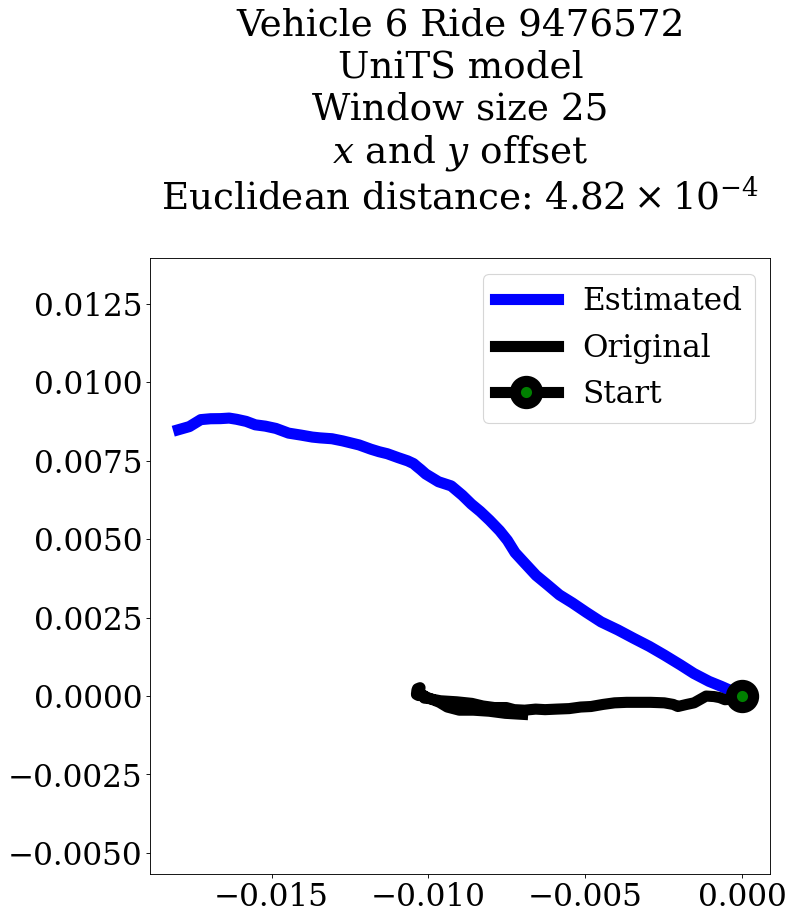 Vehicle 6 Ride 9476572
UniTS model
Window size 25
x and y offset
Euclidean distance: 4.82 × 10⁻⁴
Estimated
Original
Start
0.0125
0.0100
0.0075
0.0050
0.0025
0.0000
−0.0025
−0.0050
−0.015 −0.010 −0.005 0.000